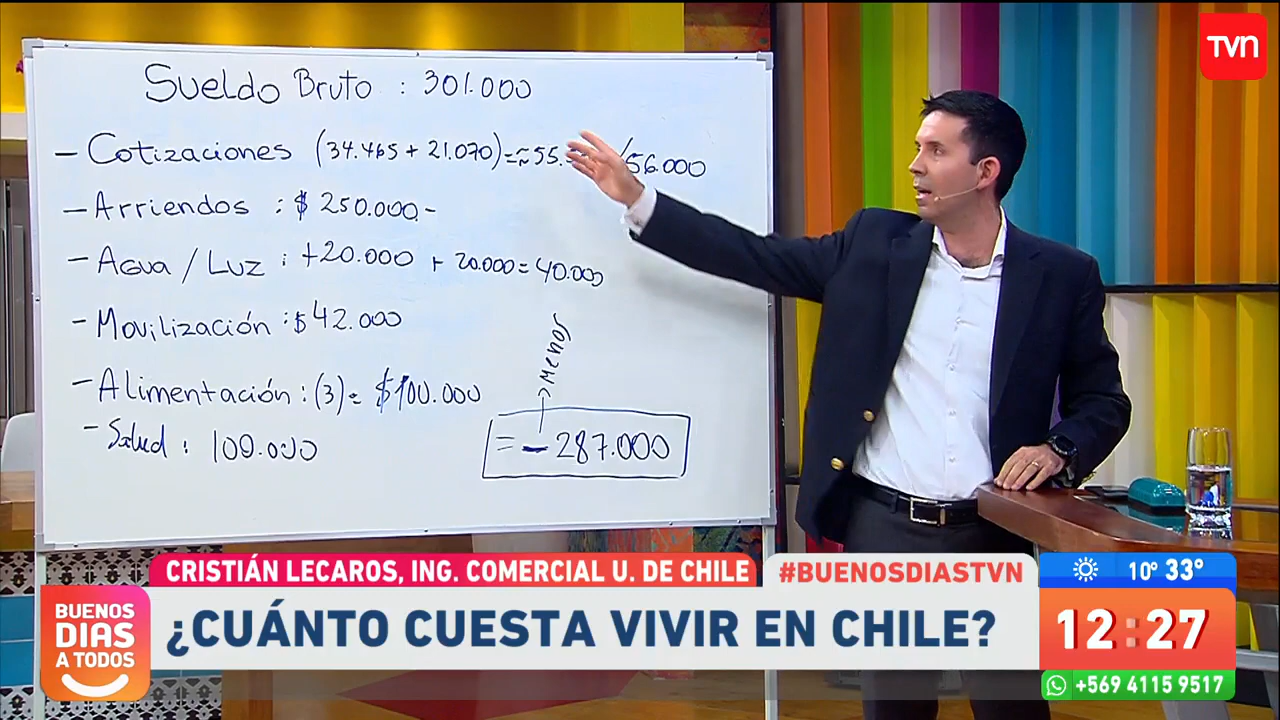 TVN
Sueldo Bruto : 301.000
- Cotizaciones (34.465 + 21.070) = ≈ 55. /56.000
- Arriendos : $ 250.000 -
- Agua / Luz : +20.000 + 20.000 = 40.000
- Movilización : $ 42.000
- Alimentación : (3) = $100.000
- Salud : 100.000
→ Menos
= - 287.000
CRISTIÁN LECAROS, ING. COMERCIAL U. DE CHILE
#BUENOSDIASTVN
10° 33°
BUENOS
DIAS
A TODOS
¿CUÁNTO CUESTA VIVIR EN CHILE?
12:27
+569 4115 9517